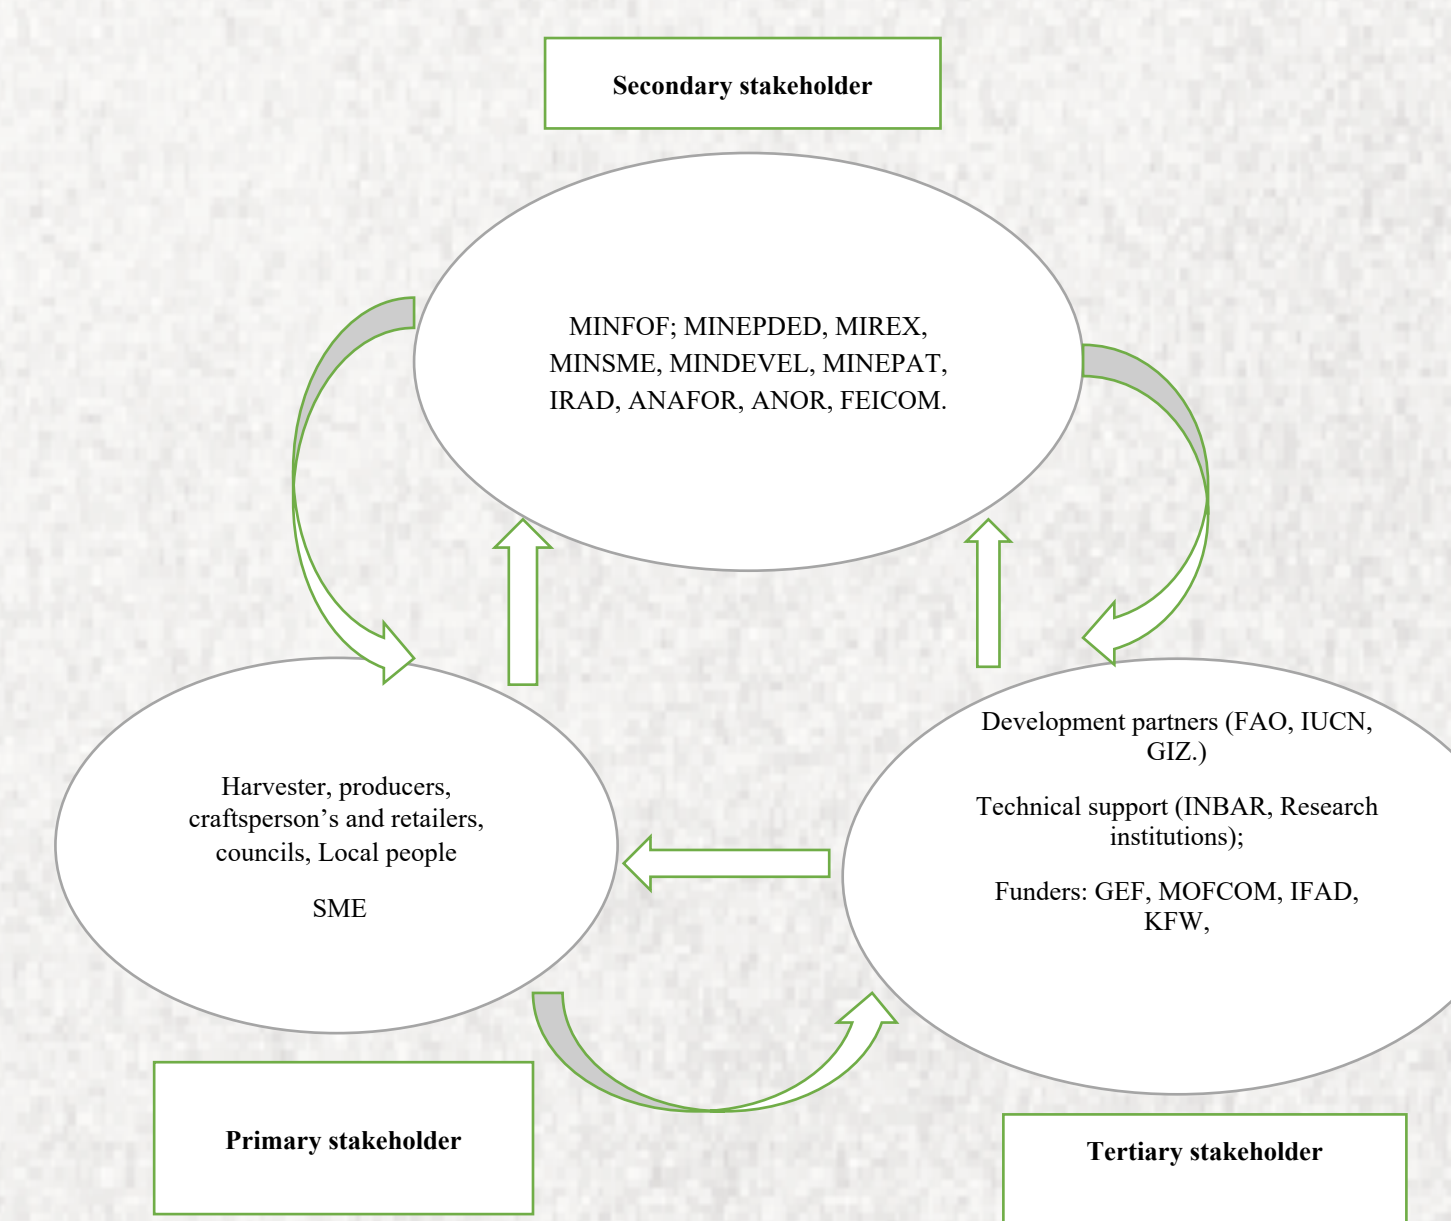 Secondary stakeholder
MINFOF; MINEPDED, MIREX,
MINSME, MINDEVEL, MINEPAT,
IRAD, ANAFOR, ANOR, FEICOM.
Harvester, producers,
craftsperson’s and retailers,
councils, Local people
SME
Development partners (FAO, IUCN,
GIZ.)
Technical support (INBAR, Research
institutions);
Funders: GEF, MOFCOM, IFAD,
KFW,
Primary stakeholder
Tertiary stakeholder